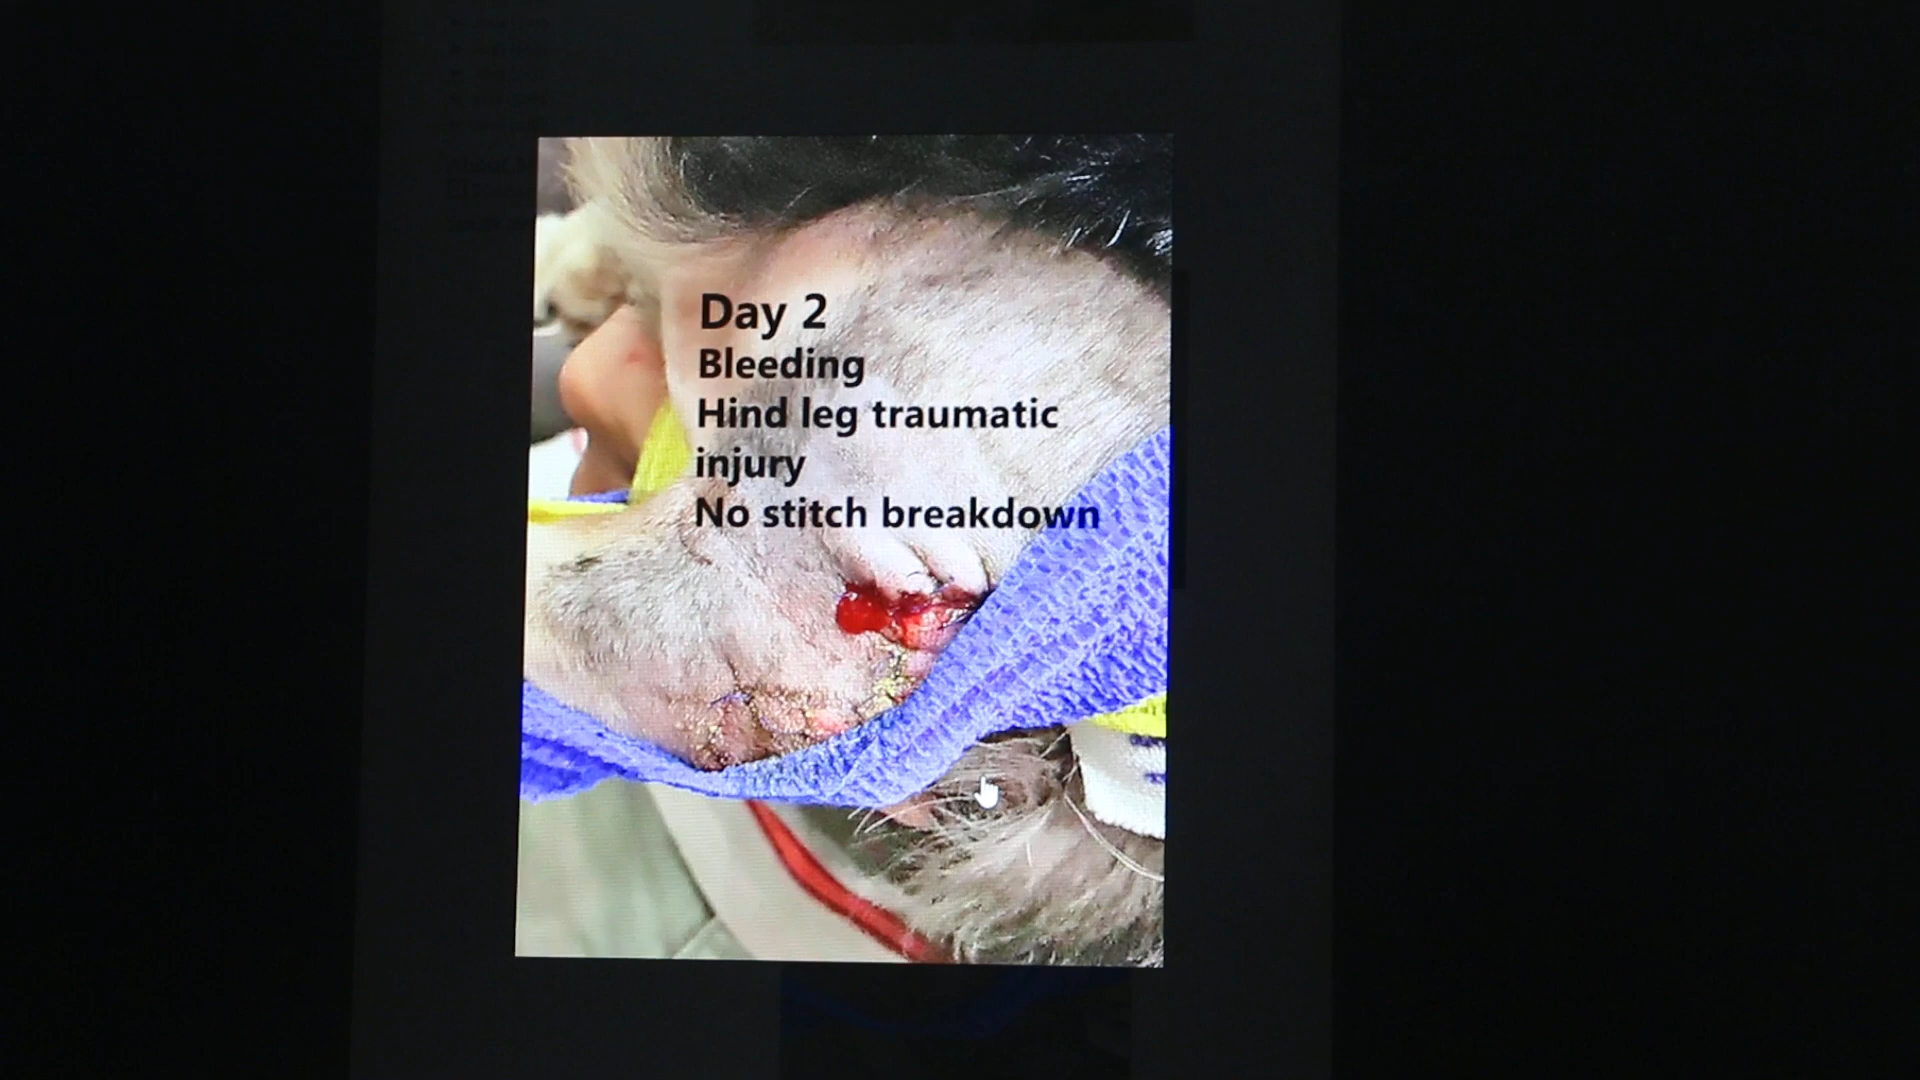 Day 2
Bleeding
Hind leg traumatic
injury
No stitch breakdown